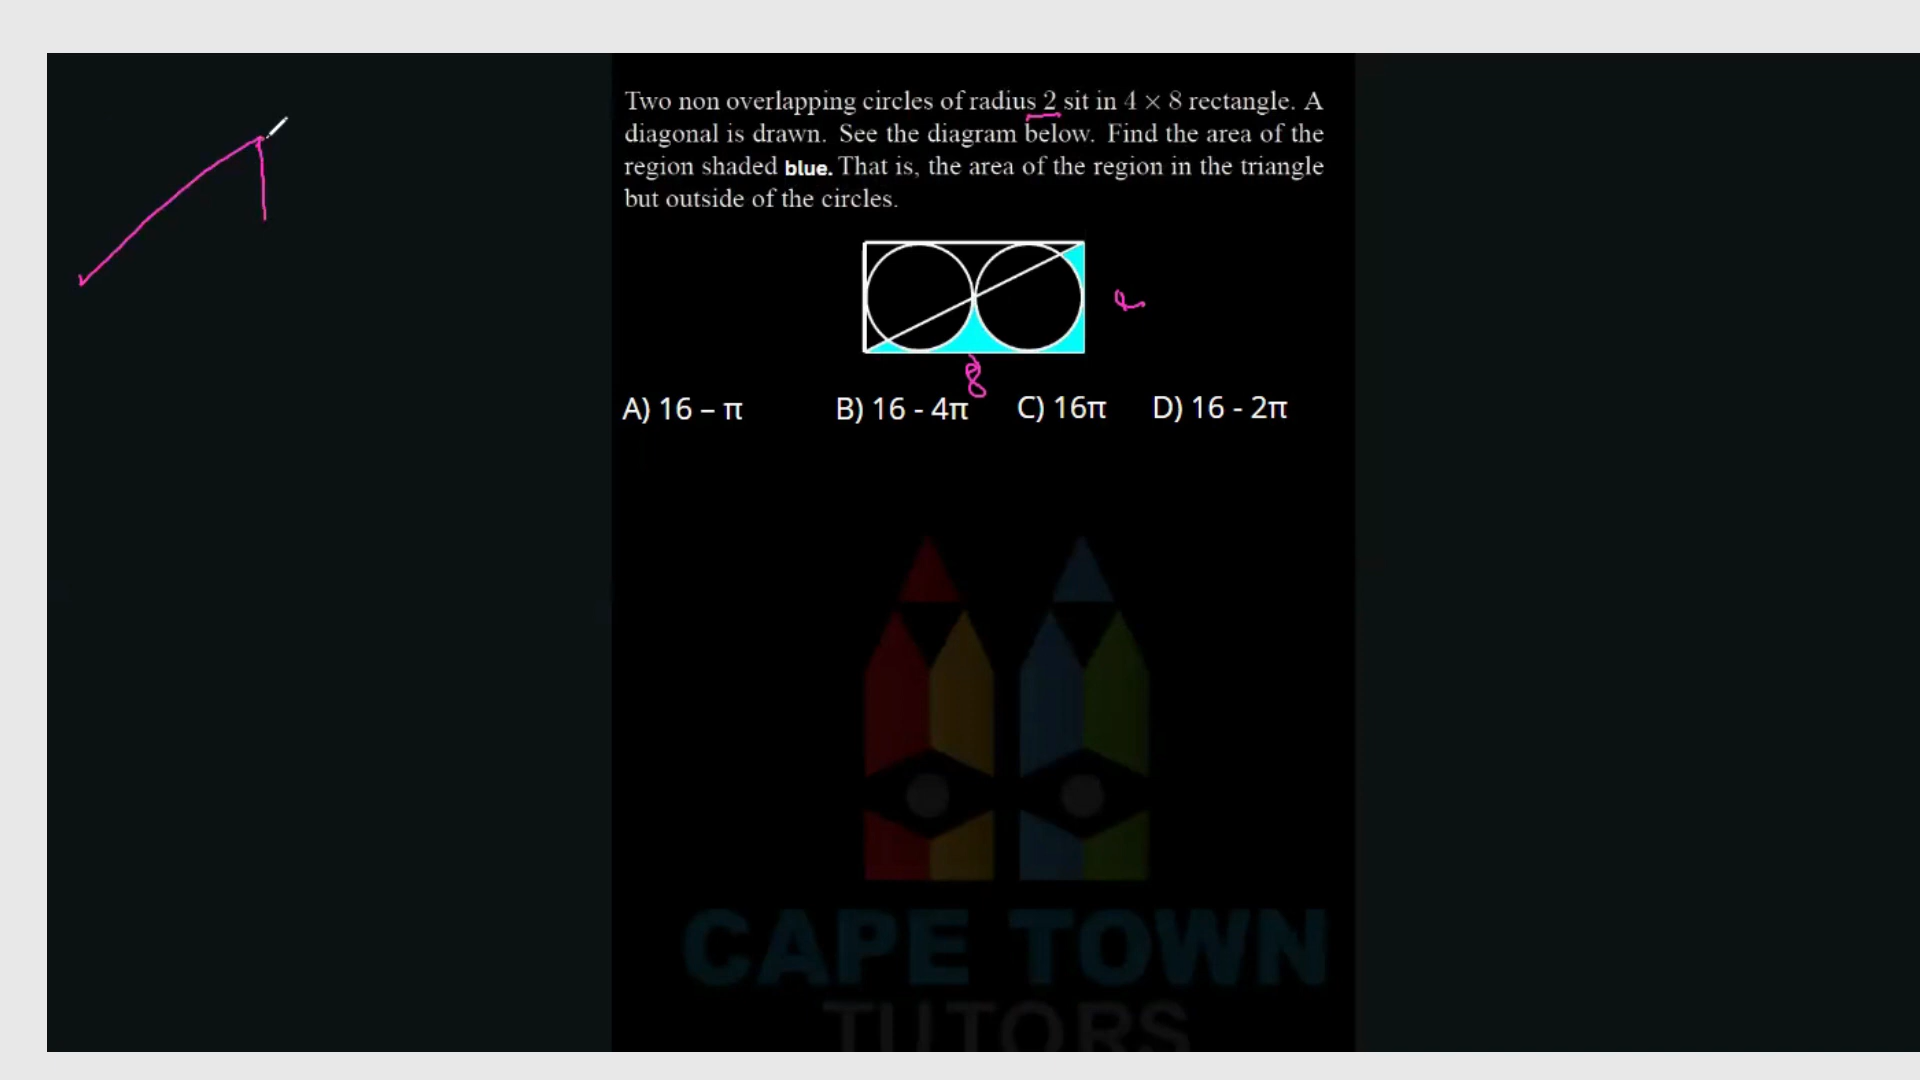 Two non overlapping circles of radius 2 sit in 4 × 8 rectangle. A
diagonal is drawn. See the diagram below. Find the area of the
region shaded blue. That is, the area of the region in the triangle
but outside of the circles.
8
A) 16 – π B) 16 - 4π C) 16π D) 16 - 2π
CAPE TOWN
TUTORS